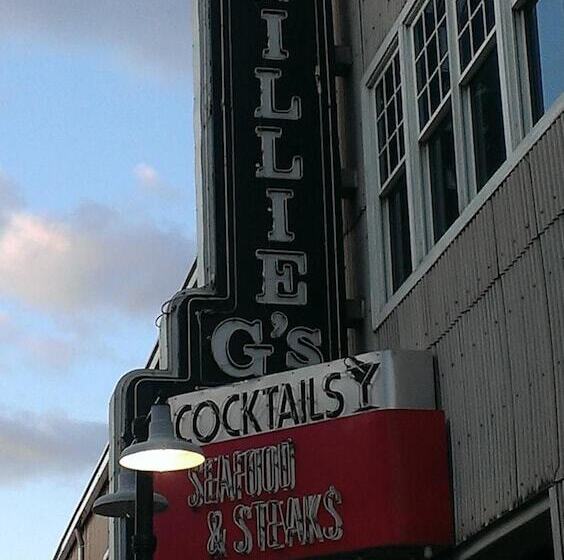 ILLIE
G's
COCKTAILS
SEAFOOD
& STEAKS